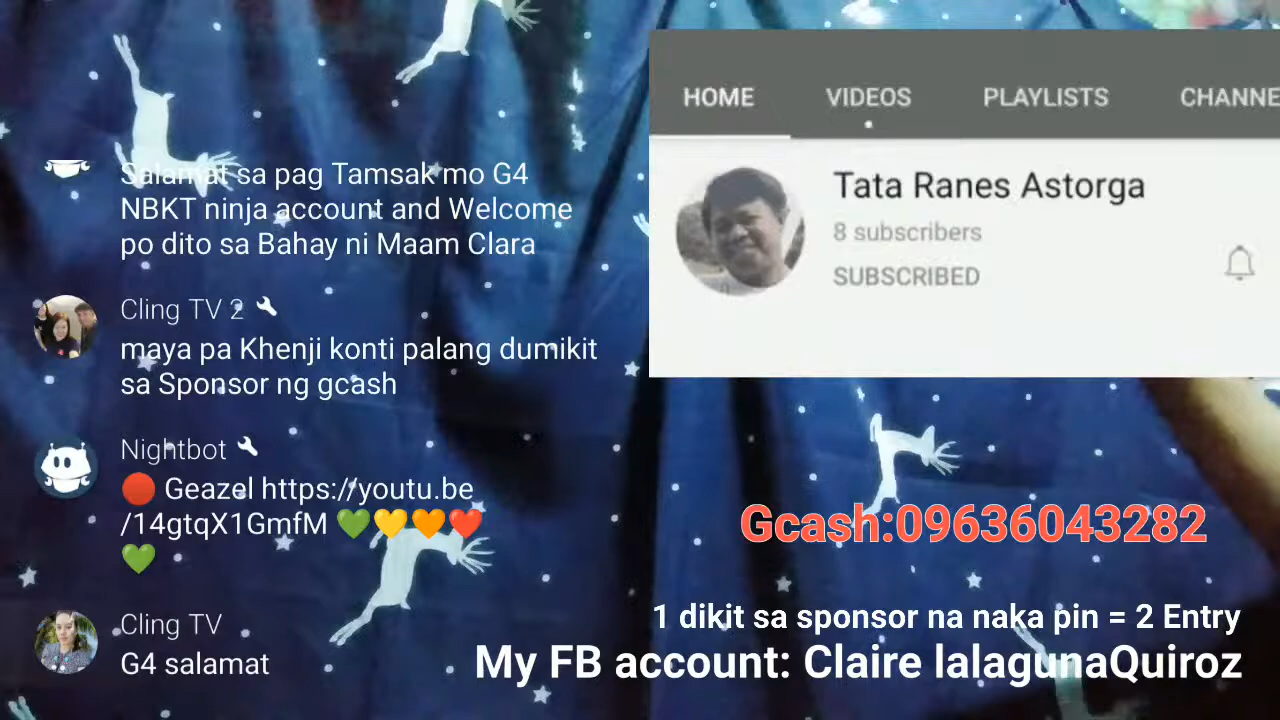 Salamat sa pag Tamsak mo G4
NBKT ninja account and Welcome
po dito sa Bahay ni Maam Clara
Cling TV 2
maya pa Khenji konti palang dumikit
sa Sponsor ng gcash
Nightbot
🔴 Geazel https://youtu.be
/14gtqX1GmfM 💚💛🧡❤️
💚
Cling TV
G4 salamat
HOME VIDEOS PLAYLISTS CHANNE
Tata Ranes Astorga
8 subscribers
SUBSCRIBED
Gcash:09636043282
1 dikit sa sponsor na naka pin = 2 Entry
My FB account: Claire lalagunaQuiroz